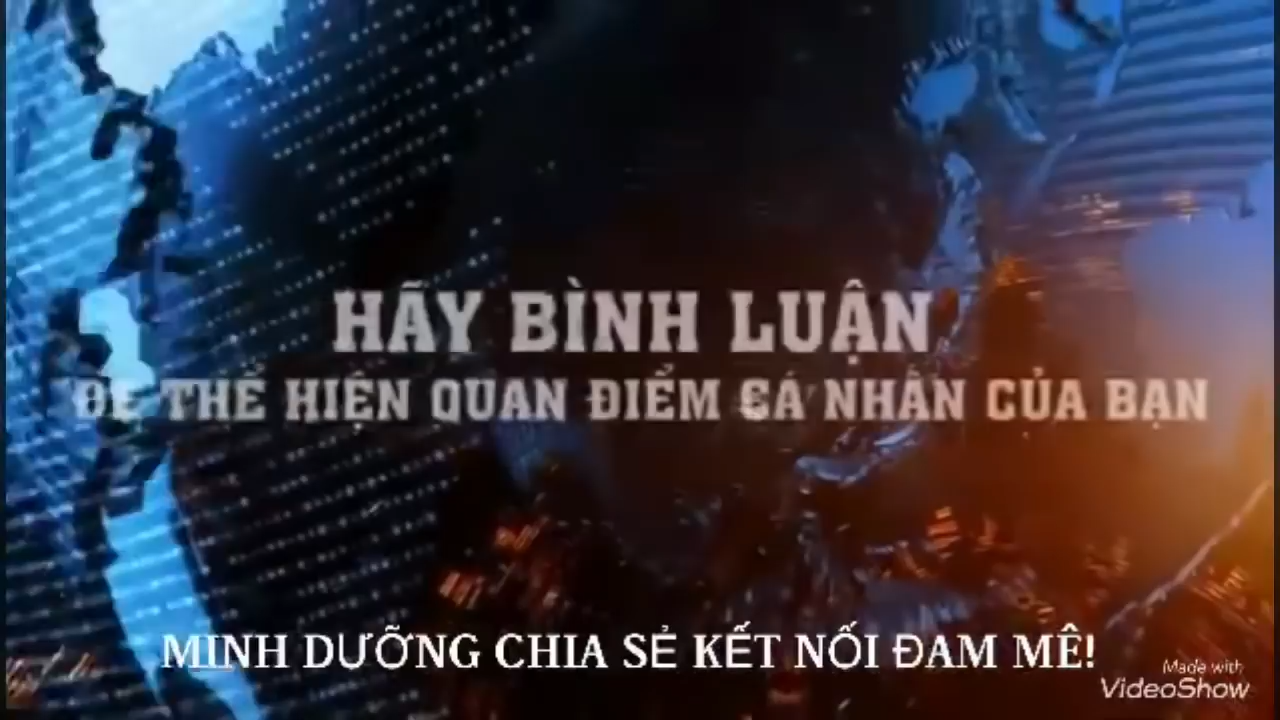 HÃY BÌNH LUẬN
ĐỂ THỂ HIỆN QUAN ĐIỂM CÁ NHÂN CỦA BẠN
MINH DƯỠNG CHIA SẺ KẾT NỐI ĐAM MÊ!
Made with
VideoShow